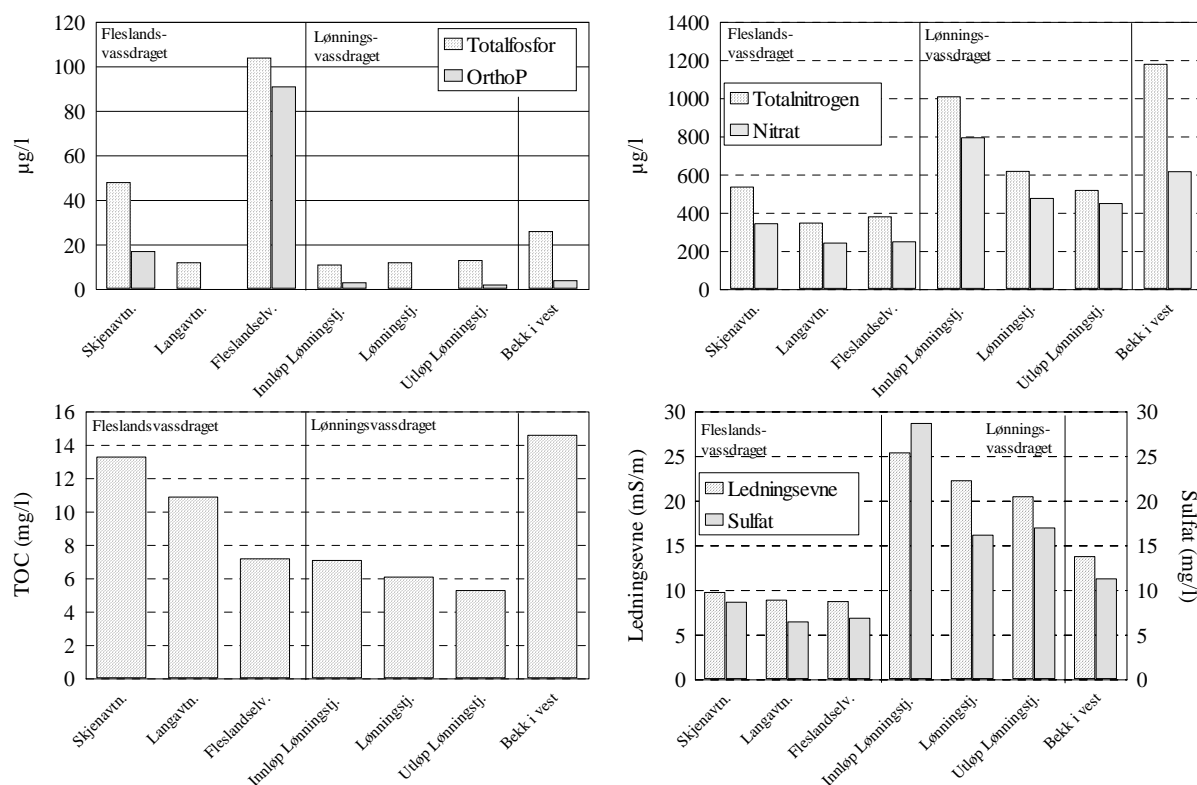 120
100
80
60
40
20
0
µg/l
Fleslands-
vassdraget
Lønnings-
vassdraget
Totalfosfor
OrthoP
Skjenavtn.
Langavtn.
Fleslandselv.
Innløp Lønningstj.
Lønningstj.
Utløp Lønningstj.
Bekk i vest
1400
1200
1000
800
600
400
200
0
µg/l
Fleslands-
vassdraget
Lønnings-
vassdraget
Totalnitrogen
Nitrat
Skjenavtn.
Langavtn.
Fleslandselv.
Innløp Lønningstj.
Lønningstj.
Utløp Lønningstj.
Bekk i vest
16
14
12
10
8
6
4
2
0
TOC (mg/l)
Fleslandsvassdraget
Lønningsvassdraget
Skjenavtn.
Langavtn.
Fleslandselv.
Innløp Lønningstj.
Lønningstj.
Utløp Lønningstj.
Bekk i vest
30
25
20
15
10
5
0
Ledningsevne (mS/m)
Fleslands-
vassdraget
Lønnings-
vassdraget
Ledningsevne
Sulfat
30
25
20
15
10
5
0
Sulfat (mg/l)
Skjenavtn.
Langavtn.
Fleslandselv.
Innløp Lønningstj.
Lønningstj.
Utløp Lønningstj.
Bekk i vest